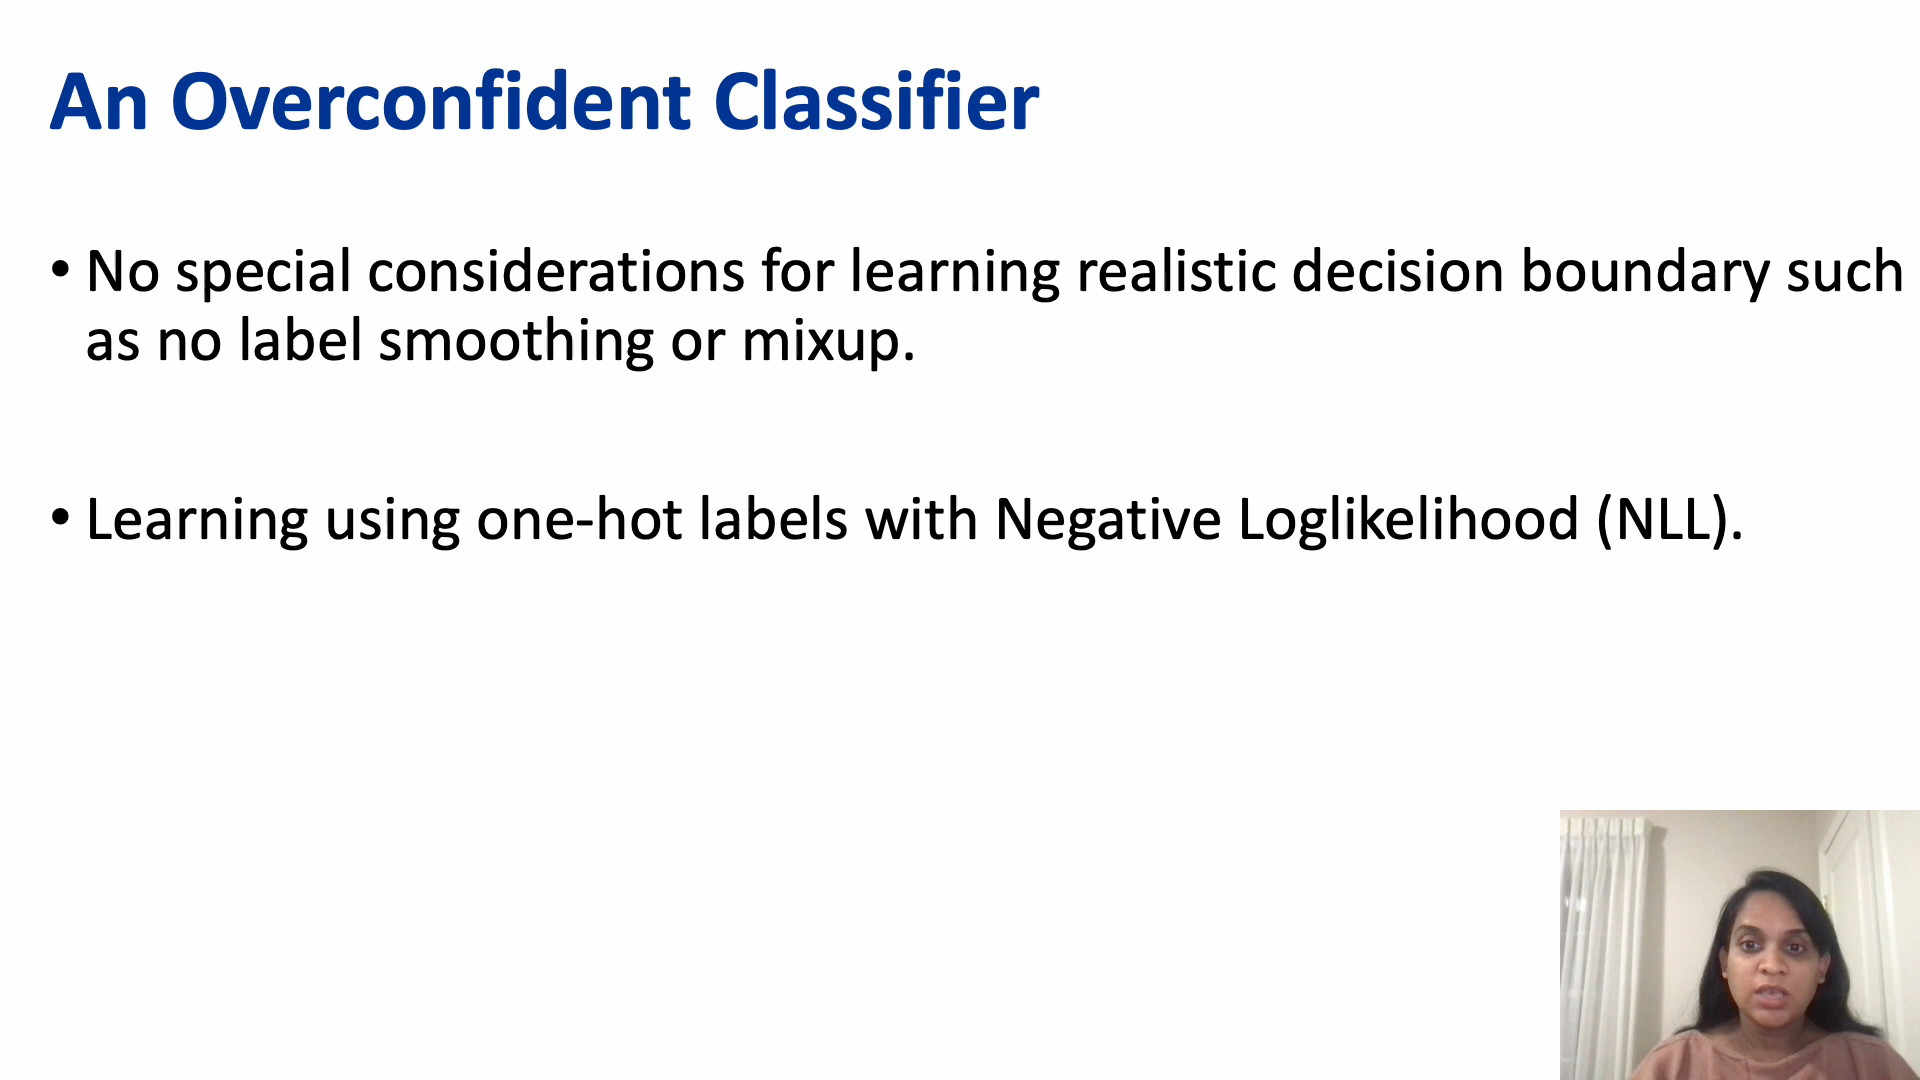 An Overconfident Classifier
• No special considerations for learning realistic decision boundary such
as no label smoothing or mixup.
• Learning using one-hot labels with Negative Loglikelihood (NLL).